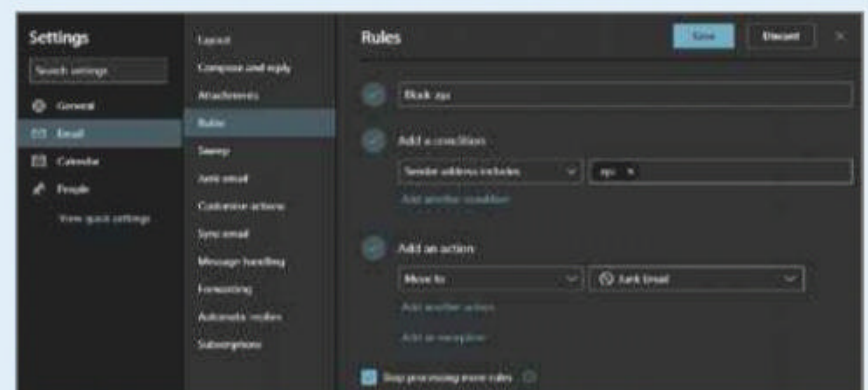 Settings
Search settings
General
Email
Calendar
People
View quick settings
Layout
Compose and reply
Attachments
Rules
Sweep
Junk email
Customise actions
Sync email
Message handling
Forwarding
Automatic replies
Subscriptions
Rules
Save
Discard
Block
Add a condition
Sender address includes
Add another condition
Add an action
Move to
Junk Email
Add another action
Add an exception
Stop processing more rules